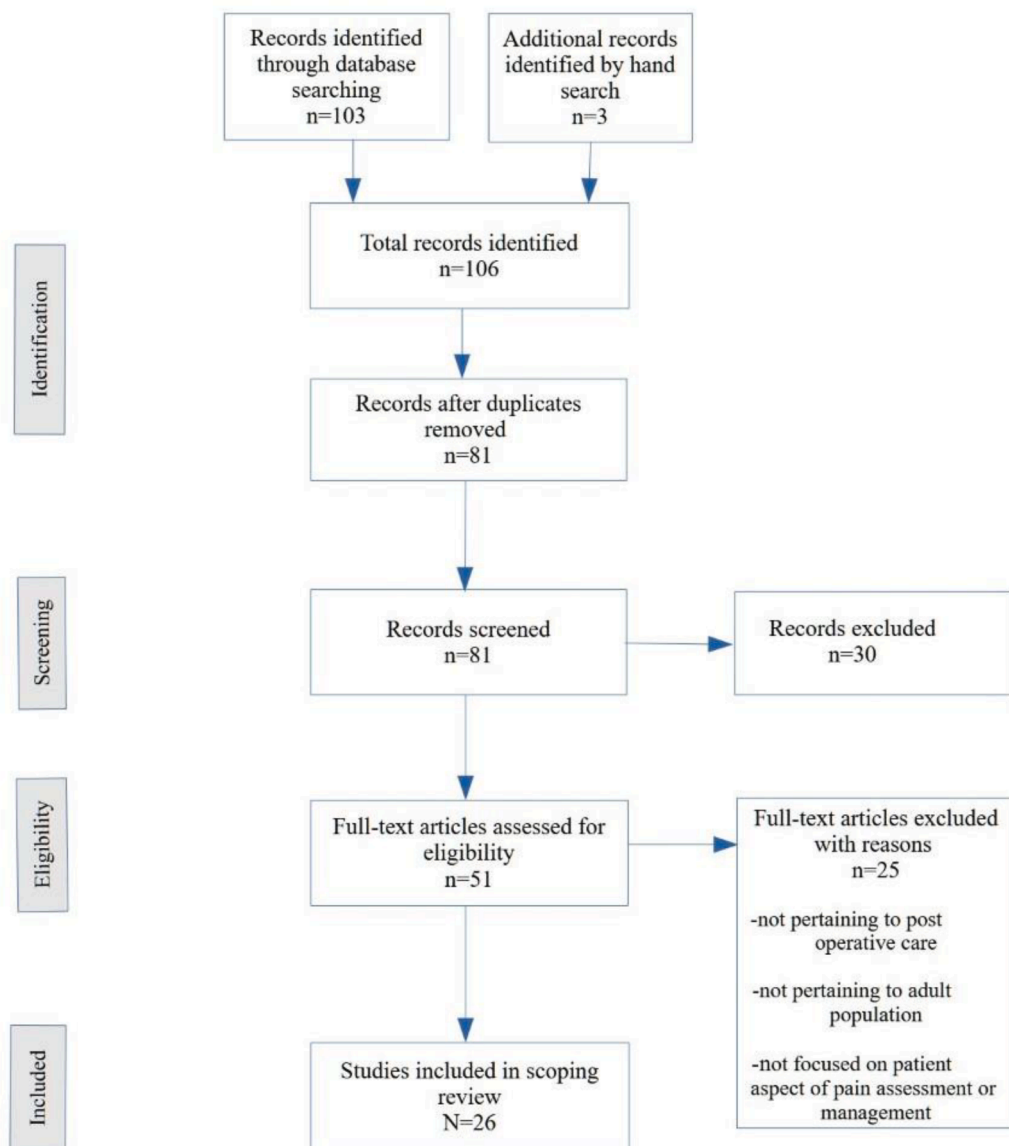 Records identified
through database
searching
n=103
Additional records
identified by hand
search
n=3
Total records identified
n=106
Identification
Records after duplicates
removed
n=81
Screening
Records screened
n=81
Records excluded
n=30
Eligibility
Full-text articles assessed for
eligibility
n=51
Full-text articles excluded
with reasons
n=25
-not pertaining to post
operative care
-not pertaining to adult
population
-not focused on patient
aspect of pain assessment or
management
Included
Studies included in scoping
review
N=26